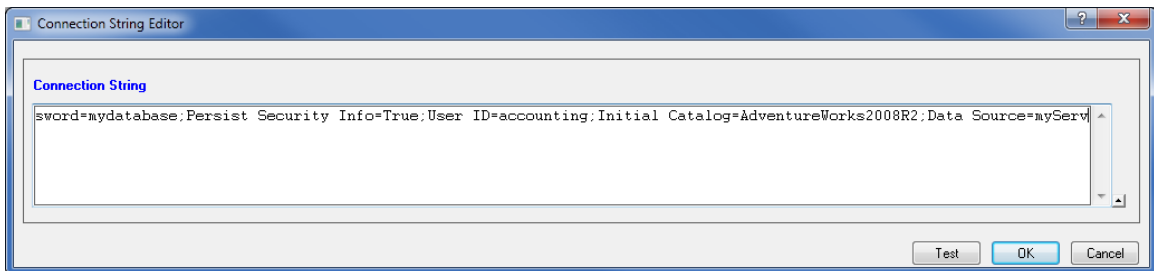 Connection String Editor
?
X
Connection String
sword=mydatabase;Persist Security Info=True;User ID=accounting;Initial Catalog=AdventureWorks2008R2;Data Source=myServ
Test OK Cancel